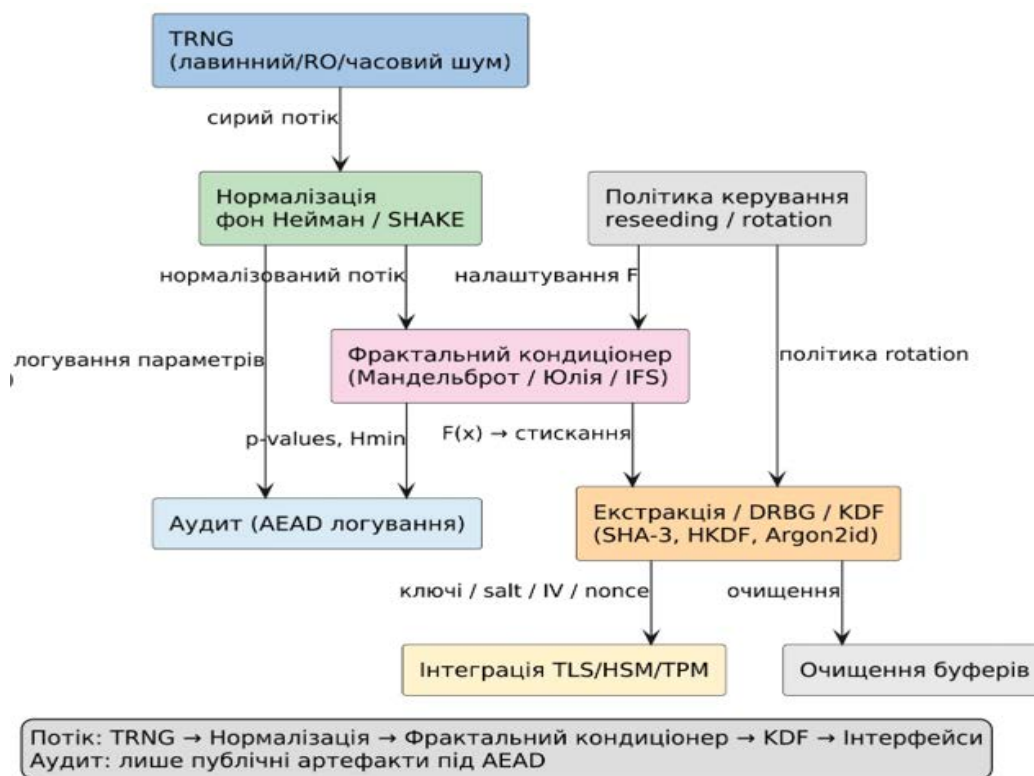 TRNG
(лавинний/RO/часовий шум)
сирий потік
Нормалізація
фон Нейман / SHAKE
Політика керування
reseeding / rotation
нормалізований потік
налаштування F
логування параметрів
Фрактальний кондиціонер
(Мандельброт / Юлія / IFS)
політика rotation
p-values, Hmin
F(x) → стискання
Аудит (AEAD логування)
Екстракція / DRBG / KDF
(SHA-3, HKDF, Argon2id)
ключі / salt / IV / nonce
очищення
Інтеграція TLS/HSM/TPM
Очищення буферів
Потік: TRNG → Нормалізація → Фрактальний кондиціонер → KDF → Інтерфейси
Аудит: лише публічні артефакти під AEAD